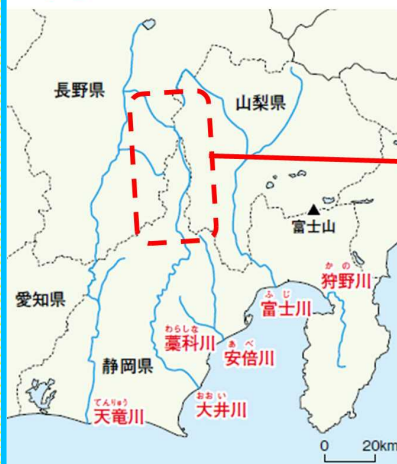 長野県
山梨県
富士山
愛知県
かの
狩野川
ふじ
富士川
わらしな
藁科川
あべ
安倍川
静岡県
おおい
大井川
てんりゅう
天竜川
0 20km